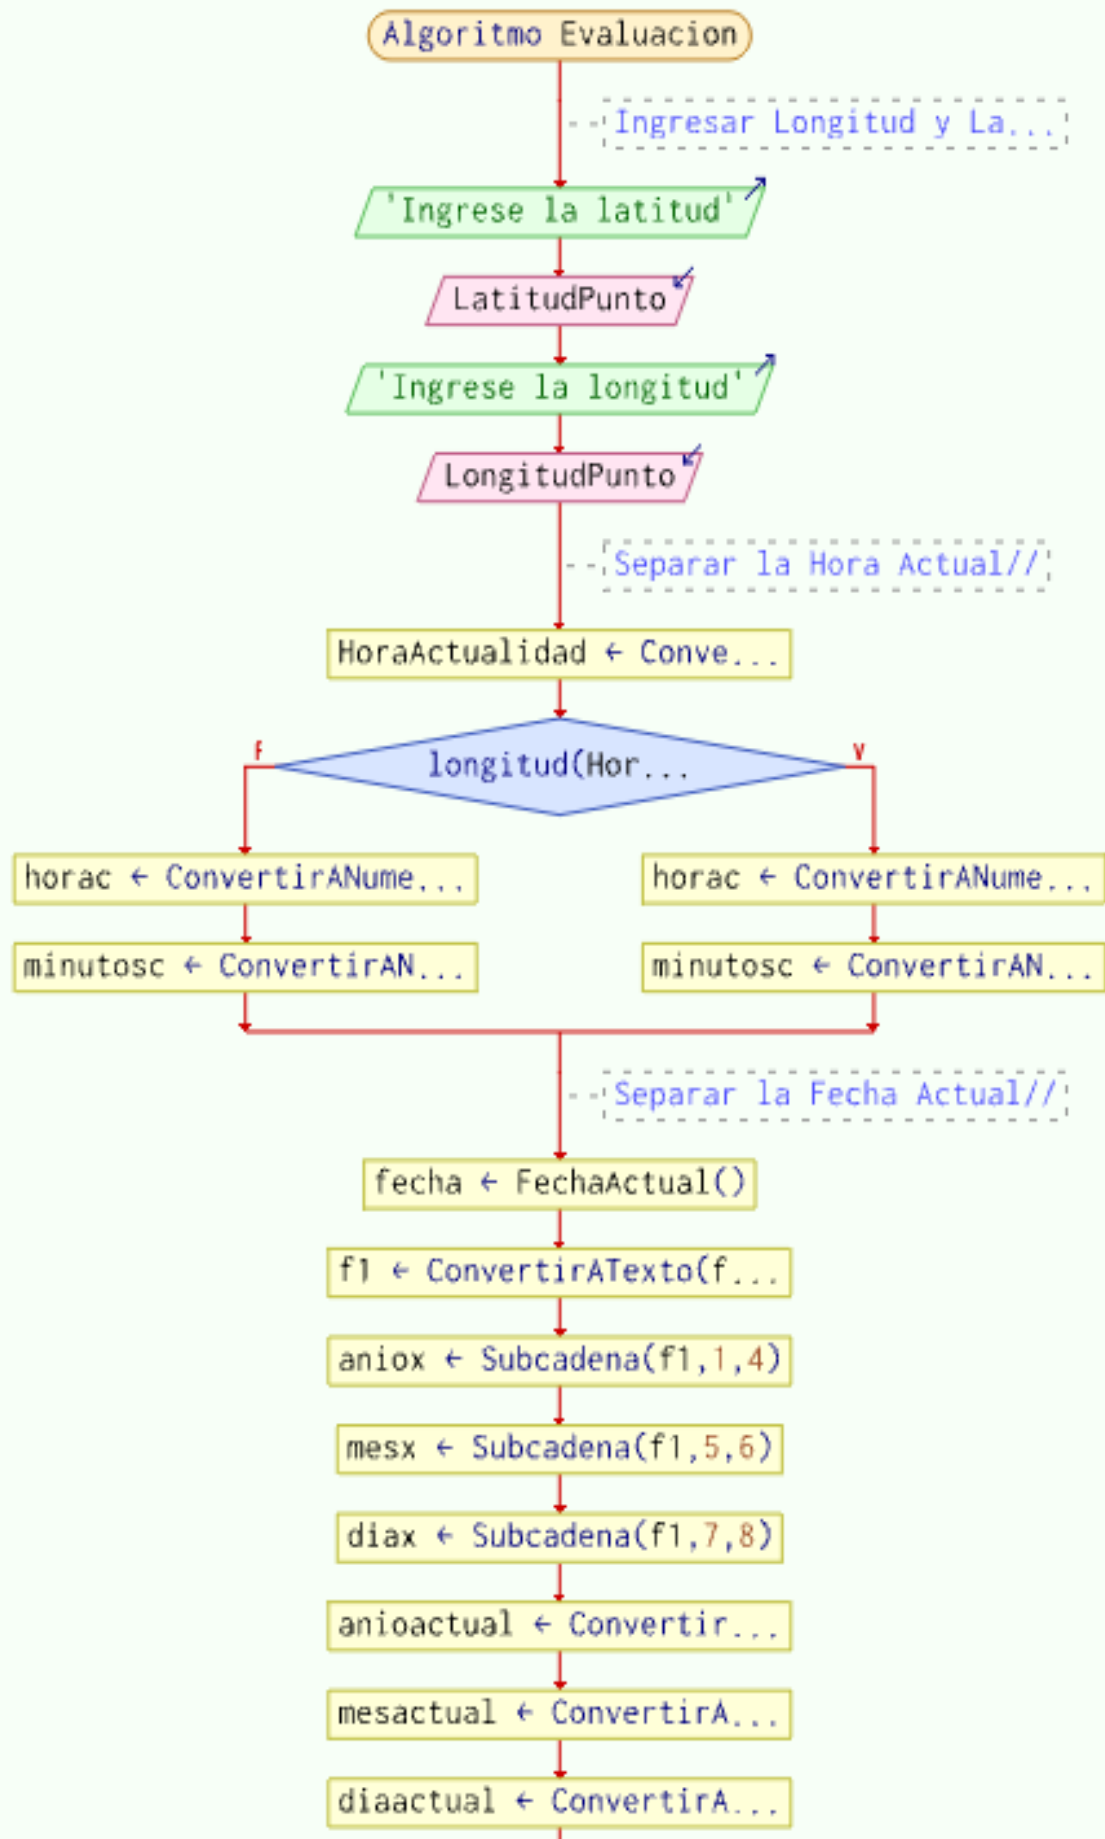 Algoritmo Evaluacion
Ingresar Longitud y La...
'Ingrese la latitud'
LatitudPunto
'Ingrese la longitud'
LongitudPunto
Separar la Hora Actual//
HoraActualidad ← Conve...
F
V
longitud(Hor...
horac ← ConvertirANume...
horac ← ConvertirANume...
minutosc ← ConvertirAN...
minutosc ← ConvertirAN...
Separar la Fecha Actual//
fecha ← FechaActual()
f1 ← ConvertirATexto(f...
aniox ← Subcadena(f1,1,4)
mesx ← Subcadena(f1,5,6)
diax ← Subcadena(f1,7,8)
anioactual ← Convertir...
mesactual ← ConvertirA...
diaactual ← ConvertirA...